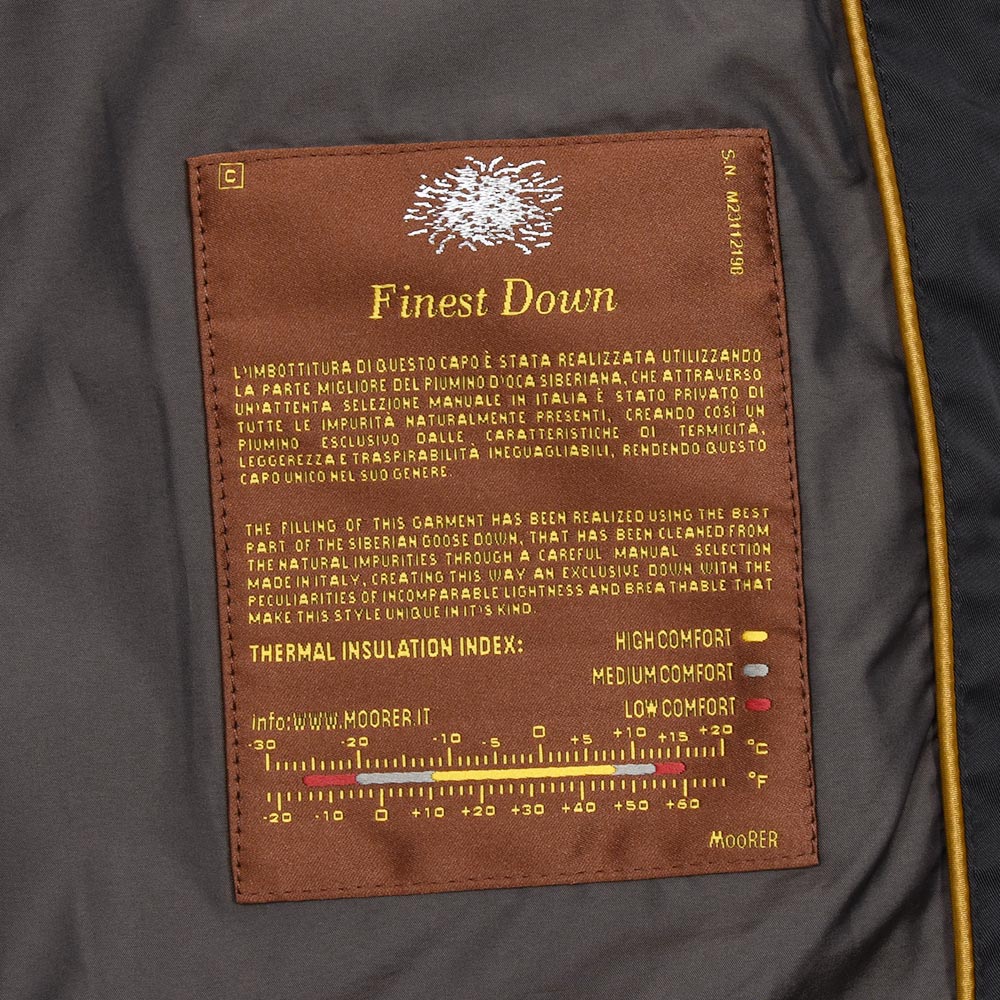 C
S.N. M23112198
Finest Down
L'IMBOTTITURA DI QUESTO CAPO È STATA REALIZZATA UTILIZZANDO
LA PARTE MIGLIORE DEL PIUMINO D'OCA SIBERIANA, CHE ATTRAVERSO
UN'ATTENTA SELEZIONE MANUALE IN ITALIA È STATO PRIVATO DI
TUTTE LE IMPURITÀ NATURALMENTE PRESENTI, CREANDO COSÌ UN
PIUMINO ESCLUSIVO DALLE CARATTERISTICHE DI TERMICITÀ,
LEGGEREZZA E TRASPIRABILITÀ INEGUAGLIABILI, RENDENDO QUESTO
CAPO UNICO NEL SUO GENERE.
THE FILLING OF THIS GARMENT HAS BEEN REALIZED USING THE BEST
PART OF THE SIBERIAN GOOSE DOWN, THAT HAS BEEN CLEANED FROM
THE NATURAL IMPURITIES THROUGH A CAREFUL MANUAL SELECTION
MADE IN ITALY, CREATING THIS WAY AN EXCLUSIVE DOWN WITH THE
PECULIARITIES OF INCOMPARABLE LIGHTNESS AND BREATHABLE THAT
MAKE THIS STYLE UNIQUE IN IT'S KIND.
THERMAL INSULATION INDEX: HIGH COMFORT
MEDIUM COMFORT
LOW COMFORT
info:WWW.MOORER.IT
-30 -20 -10 -5 0 +5 +10 +15 +20 °C
°F
-20 -10 0 +10 +20 +30 +40 +50 +60
MOORER